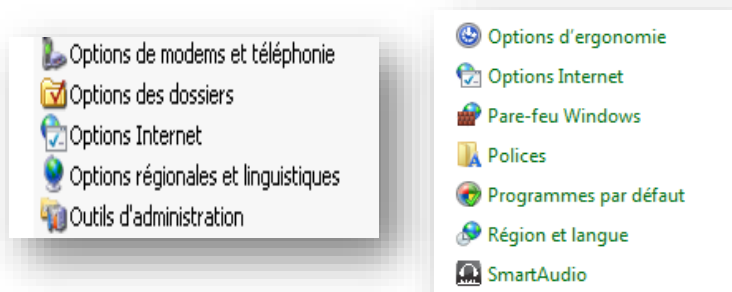 Options de modems et téléphonie
Options des dossiers
Options Internet
Options régionales et linguistiques
Outils d'administration
Options d'ergonomie
Options Internet
Pare-feu Windows
Polices
Programmes par défaut
Région et langue
SmartAudio